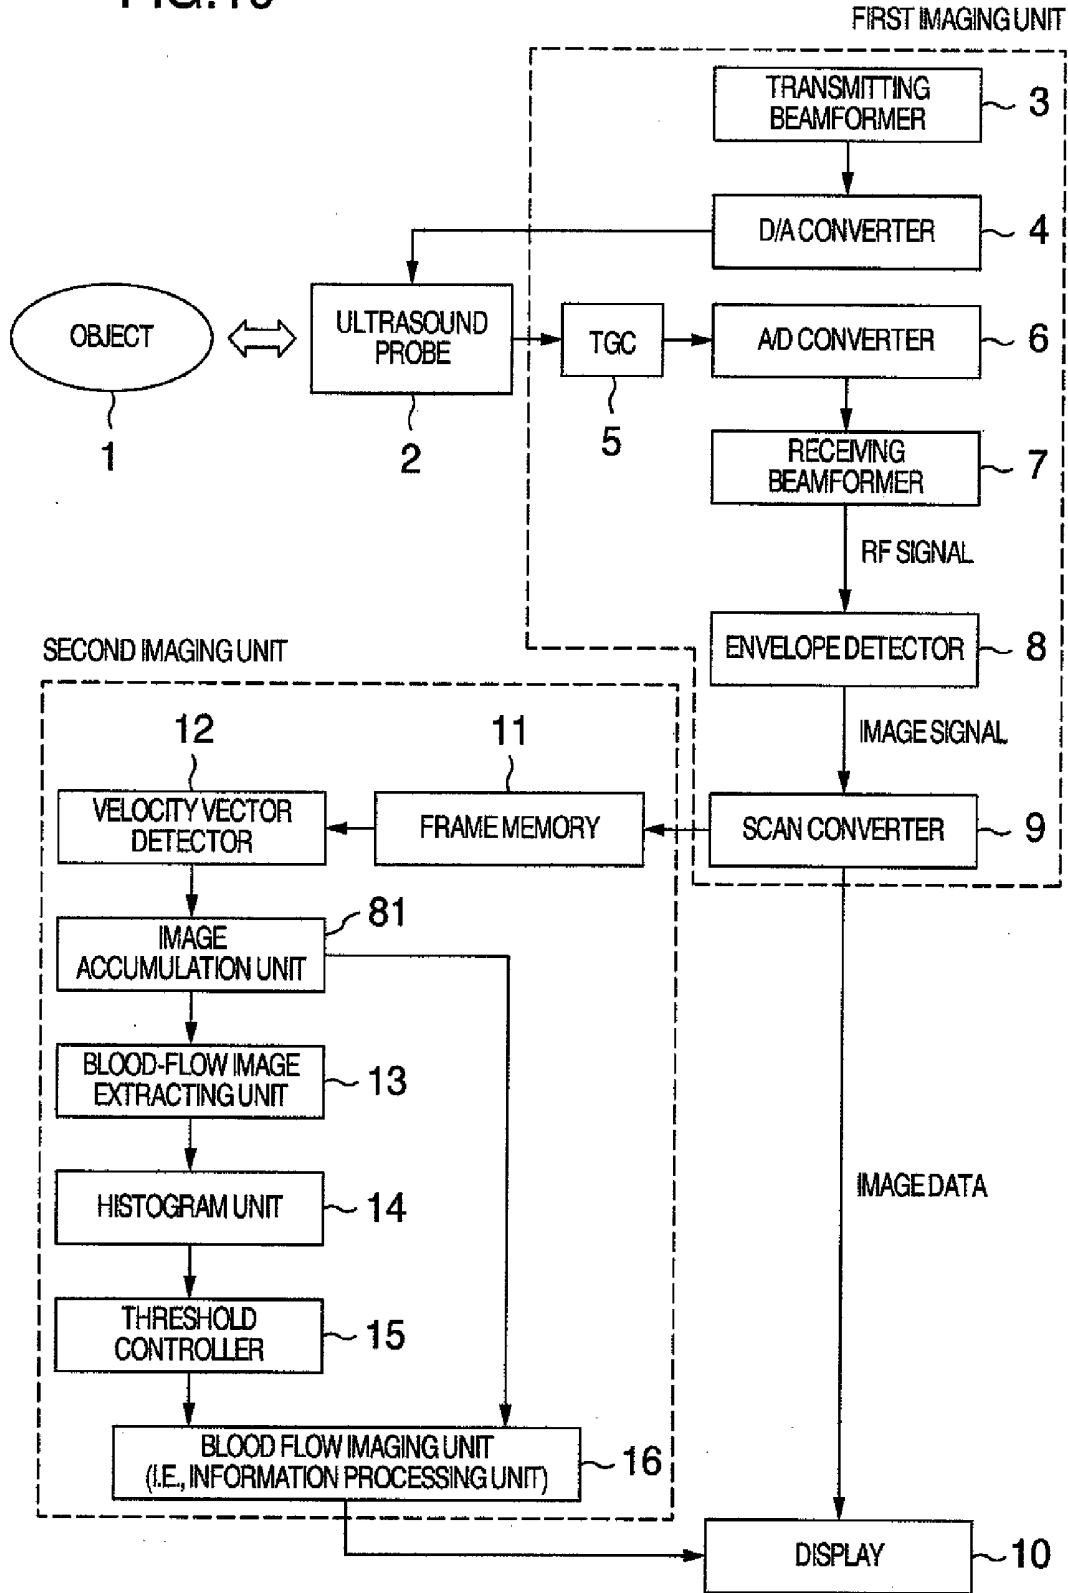 FIRST IMAGING UNIT
TRANSMITTING
BEAMFORMER
3
D/A CONVERTER
4
OBJECT
1
ULTRASOUND
PROBE
2
TGC
5
A/D CONVERTER
6
RECEIVING
BEAMFORMER
7
RF SIGNAL
ENVELOPE DETECTOR
8
IMAGE SIGNAL
SCAN CONVERTER
9
SECOND IMAGING UNIT
11
FRAME MEMORY
12
VELOCITY VECTOR
DETECTOR
81
IMAGE
ACCUMULATION UNIT
BLOOD-FLOW IMAGE
EXTRACTING UNIT
13
HISTOGRAM UNIT
14
THRESHOLD
CONTROLLER
15
BLOOD FLOW IMAGING UNIT
(I.E., INFORMATION PROCESSING UNIT)
16
IMAGE DATA
DISPLAY
10